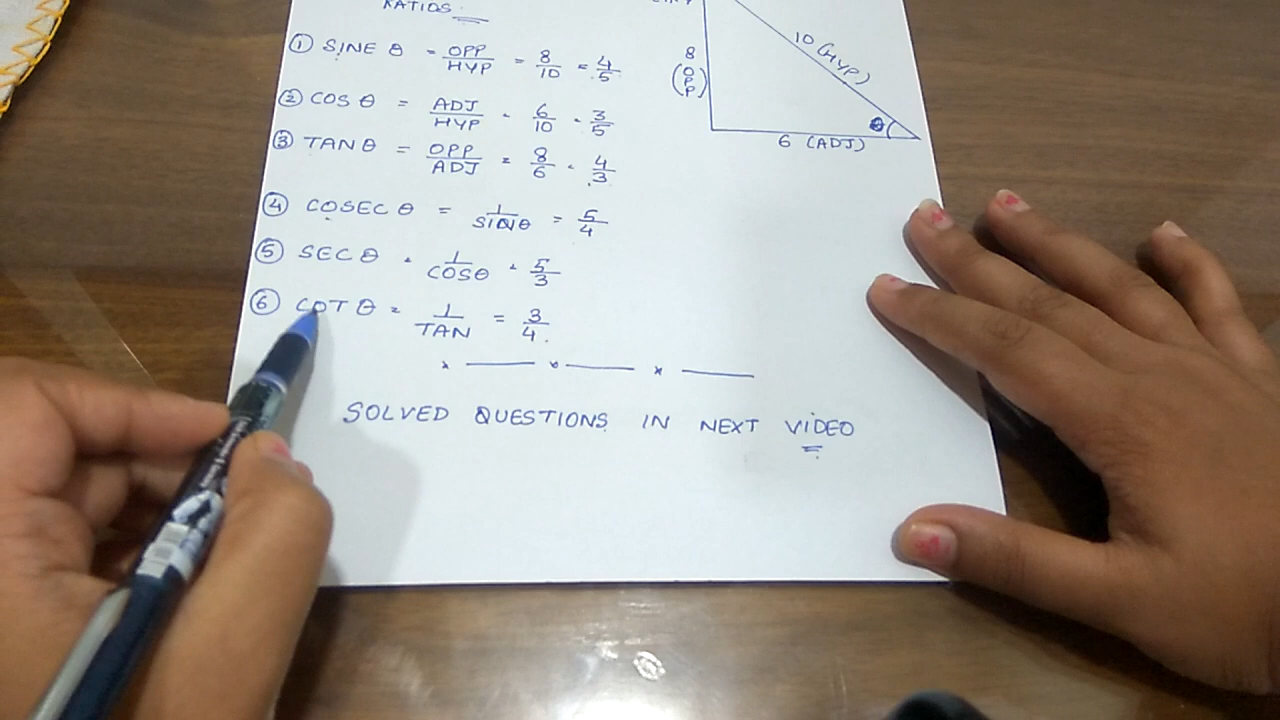 RATIOS
① SINE θ = OPP/HYP = 8/10 = 4/5
② COS θ = ADJ/HYP = 6/10 = 3/5
③ TAN θ = OPP/ADJ = 8/6 = 4/3
④ COSEC θ = 1/SINθ = 5/4
⑤ SEC θ = 1/COSθ = 5/3
⑥ COT θ = 1/TAN = 3/4.
SOLVED QUESTIONS IN NEXT VIDEO
8 (OPP)
10 (HYP)
θ
6 (ADJ)